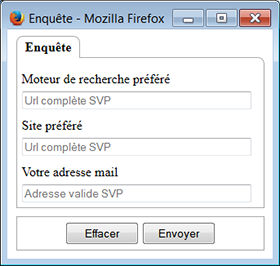 Enquête - Mozilla Firefox
Enquête
Moteur de recherche préféré
Url complète SVP
Site préféré
Url complète SVP
Votre adresse mail
Adresse valide SVP
Effacer Envoyer